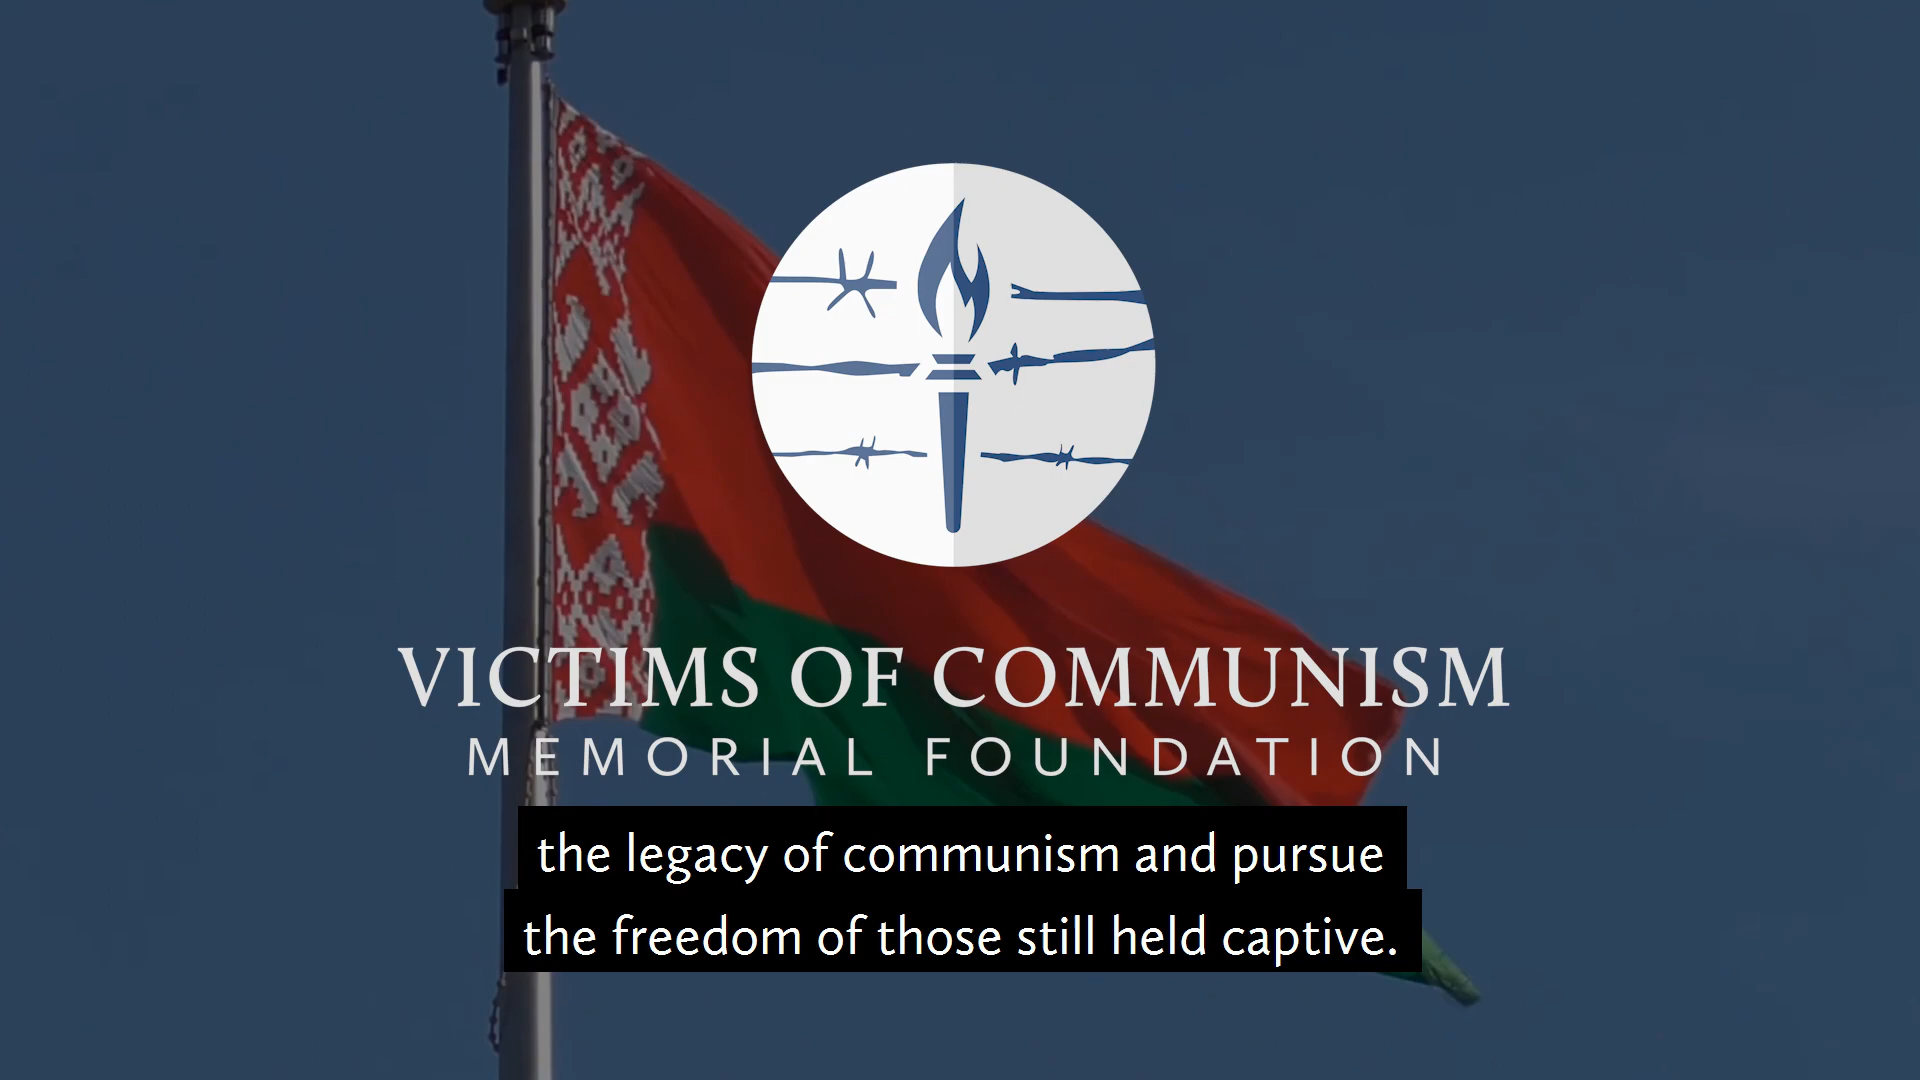 VICTIMS OF COMMUNISM
MEMORIAL FOUNDATION
the legacy of communism and pursue
the freedom of those still held captive.